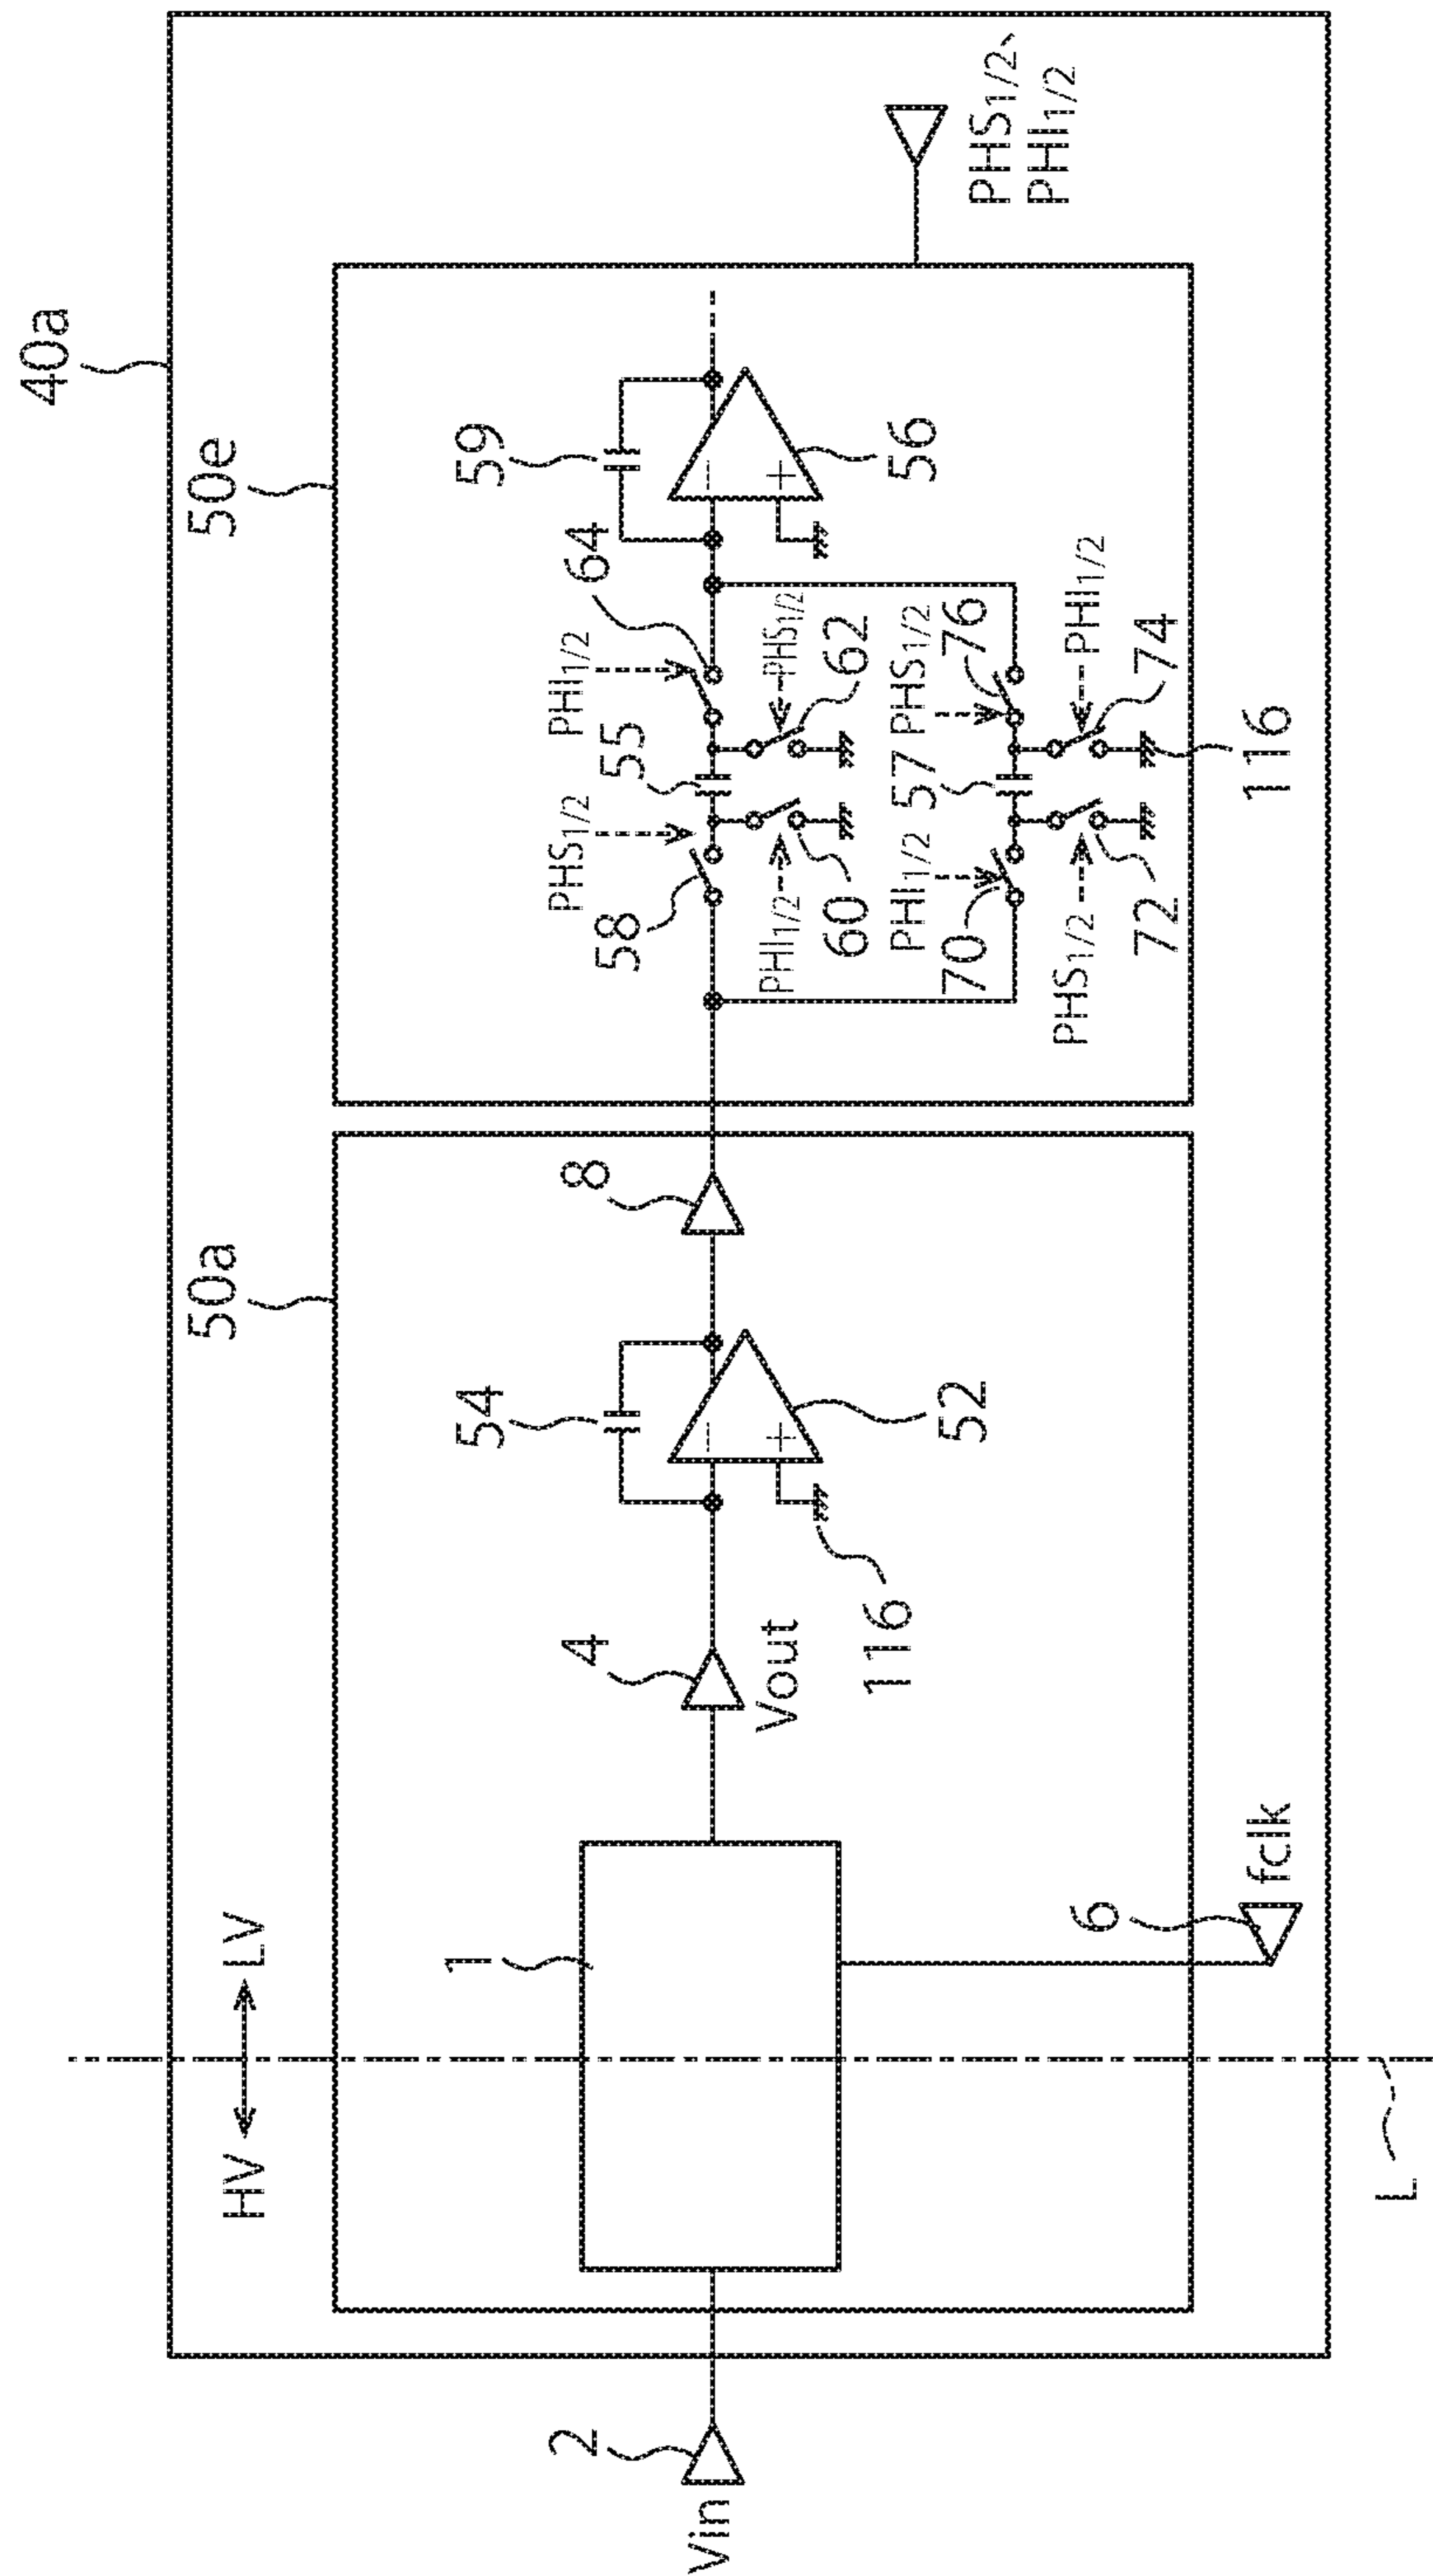 40a
50e
50a
HV
LV
59
54
64
PHI1/2
55
PHS1/2
58
8
4
1
2
Vin
Vout
PHS1/2
62
PHI1/2
60
56
−
+
−
+
52
116
PHS1/2
76
57
PHI1/2
70
PHI1/2
74
PHS1/2
72
116
PHS1/2、
PHI1/2
6
fclk
L